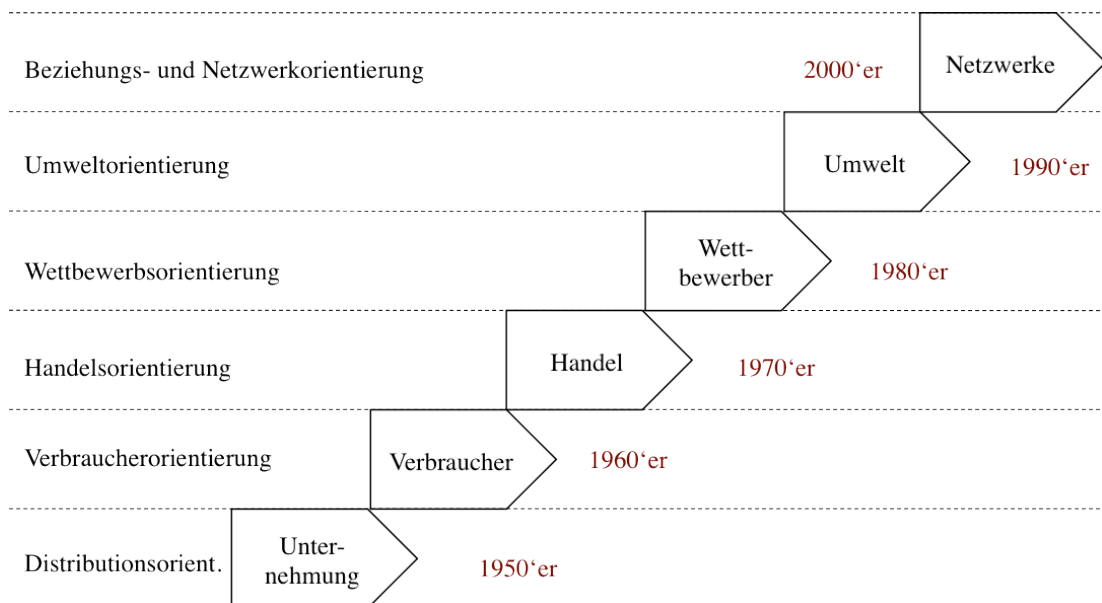 Beziehungs- und Netzwerkorientierung 2000‘er Netzwerke
Umweltorientierung Umwelt 1990‘er
Wettbewerbsorientierung
Wett-
bewerber
1980‘er
Handelsorientierung Handel 1970‘er
Verbraucherorientierung Verbraucher 1960‘er
Distributionsorient.
Unter-
nehmung
1950‘er